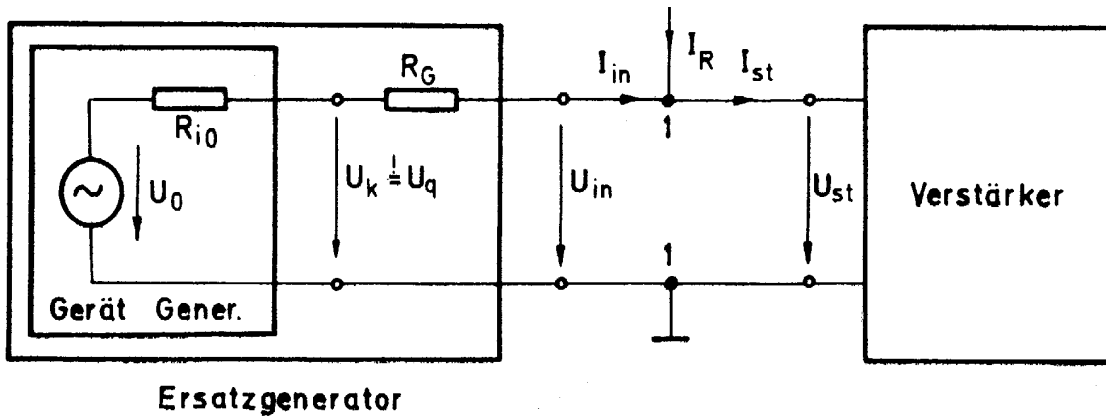 R_i0
U_0
Gerät Gener.
R_G
U_k ≐ U_q
Ersatzgenerator
I_in
I_R
I_st
1
U_in
1
U_st
Verstärker